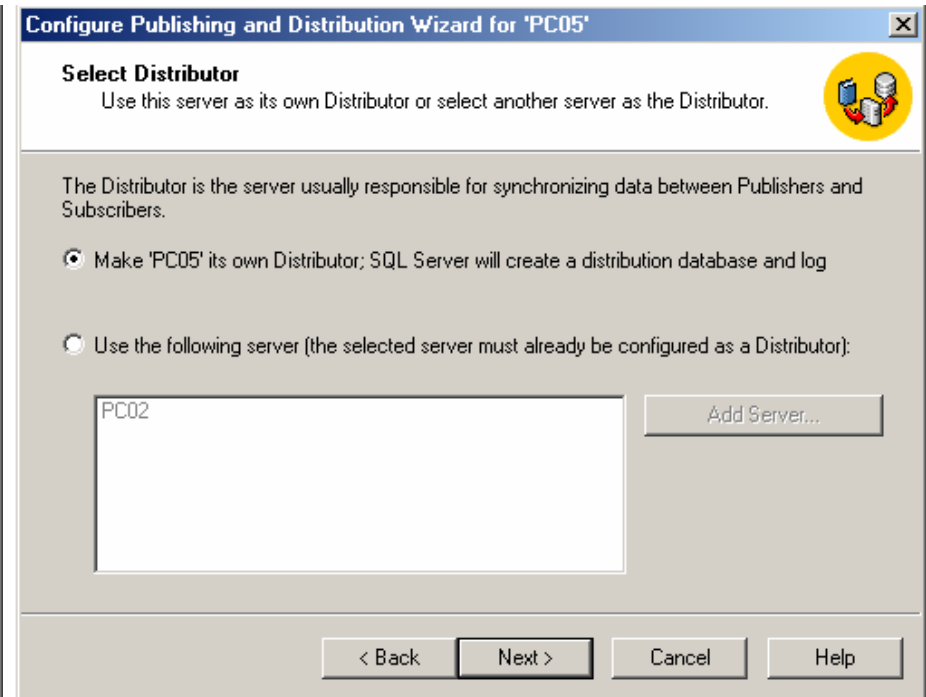 Configure Publishing and Distribution Wizard for 'PC05'
Select Distributor
Use this server as its own Distributor or select another server as the Distributor.
The Distributor is the server usually responsible for synchronizing data between Publishers and
Subscribers.
Make 'PC05' its own Distributor; SQL Server will create a distribution database and log
Use the following server (the selected server must already be configured as a Distributor):
PC02
Add Server...
< Back
Next >
Cancel
Help